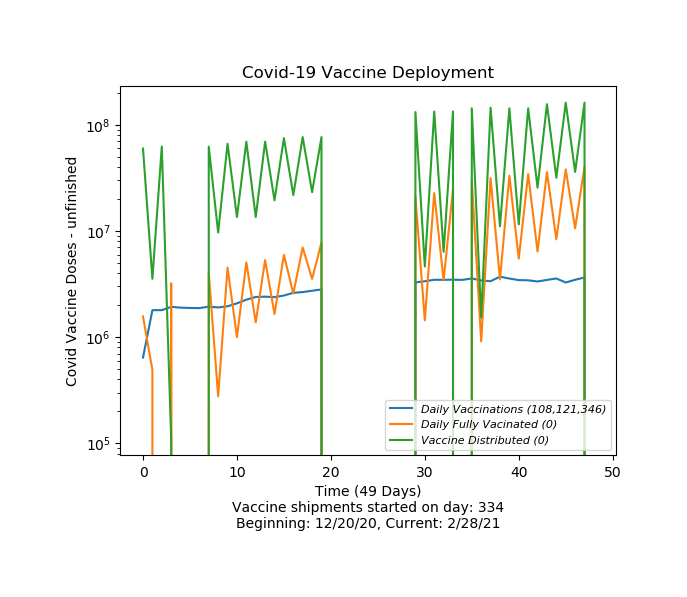 Covid-19 Vaccine Deployment
Covid Vaccine Doses - unfinished
10⁸
10⁷
10⁶
10⁵
0 10 20 30 40 50
Daily Vaccinations (108,121,346)
Daily Fully Vacinated (0)
Vaccine Distributed (0)
Time (49 Days)
Vaccine shipments started on day: 334
Beginning: 12/20/20, Current: 2/28/21